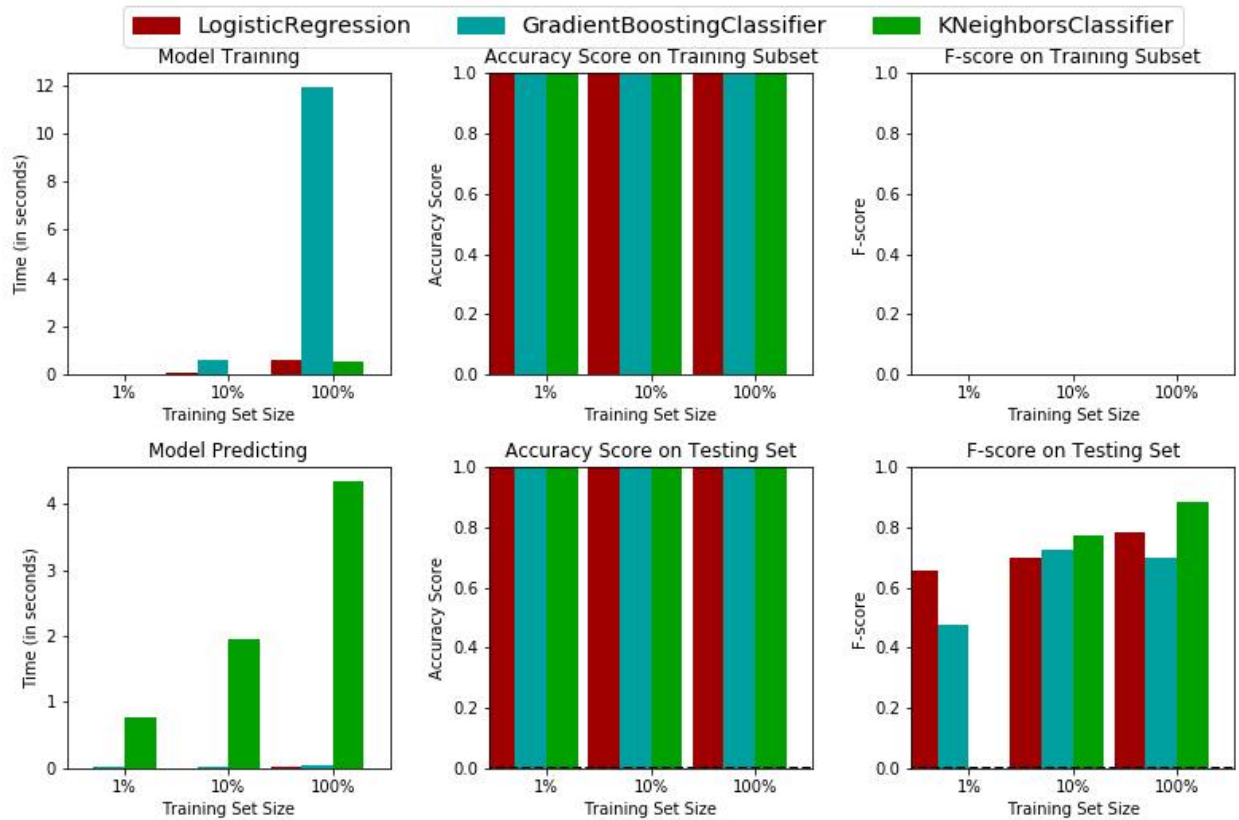 LogisticRegression GradientBoostingClassifier KNeighborsClassifier
Model Training
Time (in seconds)
12
10
8
6
4
2
0
1% 10% 100%
Training Set Size
Accuracy Score on Training Subset
Accuracy Score
1.0
0.8
0.6
0.4
0.2
0.0
1% 10% 100%
Training Set Size
F-score on Training Subset
F-score
1.0
0.8
0.6
0.4
0.2
0.0
1% 10% 100%
Training Set Size
Model Predicting
Time (in seconds)
4
3
2
1
0
1% 10% 100%
Training Set Size
Accuracy Score on Testing Set
Accuracy Score
1.0
0.8
0.6
0.4
0.2
0.0
1% 10% 100%
Training Set Size
F-score on Testing Set
F-score
1.0
0.8
0.6
0.4
0.2
0.0
1% 10% 100%
Training Set Size